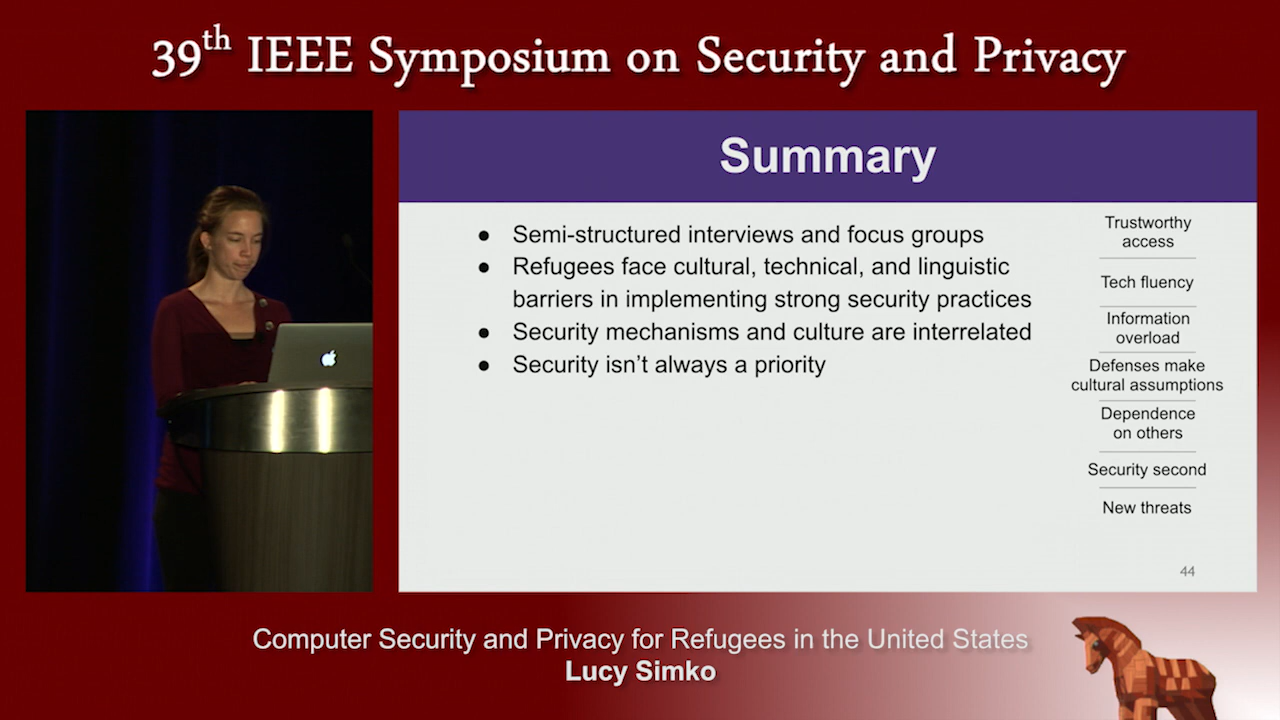 39th IEEE Symposium on Security and Privacy
Summary
● Semi-structured interviews and focus groups
● Refugees face cultural, technical, and linguistic
barriers in implementing strong security practices
● Security mechanisms and culture are interrelated
● Security isn’t always a priority
Trustworthy
access
Tech fluency
Information
overload
Defenses make
cultural assumptions
Dependence
on others
Security second
New threats
44
Computer Security and Privacy for Refugees in the United States
Lucy Simko